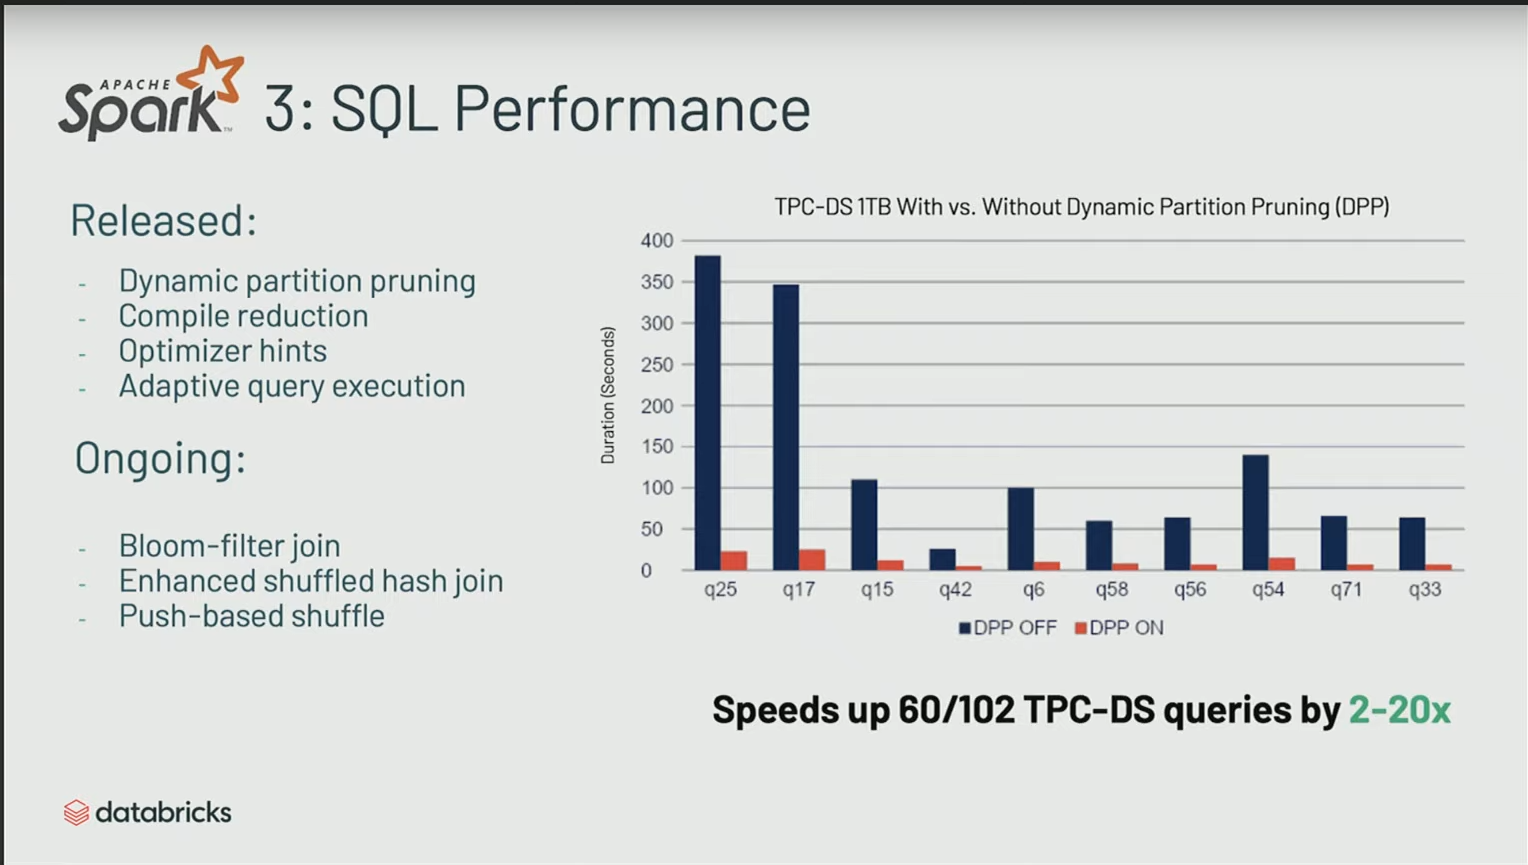 APACHE
Spark™ 3: SQL Performance
Released:
- Dynamic partition pruning
- Compile reduction
- Optimizer hints
- Adaptive query execution
Ongoing:
- Bloom-filter join
- Enhanced shuffled hash join
- Push-based shuffle
TPC-DS 1TB With vs. Without Dynamic Partition Pruning (DPP)
Duration (Seconds)
400
350
300
250
200
150
100
50
0
q25 q17 q15 q42 q6 q58 q56 q54 q71 q33
DPP OFF DPP ON
Speeds up 60/102 TPC-DS queries by 2-20x
databricks